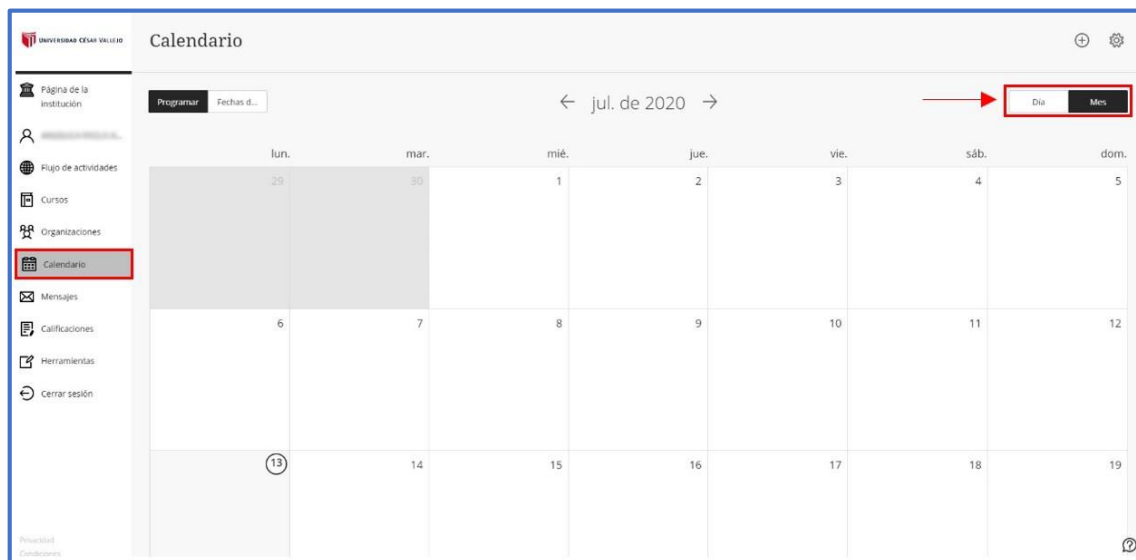 UNIVERSIDAD CÉSAR VALLEJO
Calendario
Página de la
institución
Flujo de actividades
Cursos
Organizaciones
Calendario
Mensajes
Calificaciones
Herramientas
Cerrar sesión
Privacidad
Condiciones
Programar Fechas d...
jul. de 2020
Día Mes
lun. mar. mié. jue. vie. sáb. dom.
29 30 1 2 3 4 5
6 7 8 9 10 11 12
13 14 15 16 17 18 19